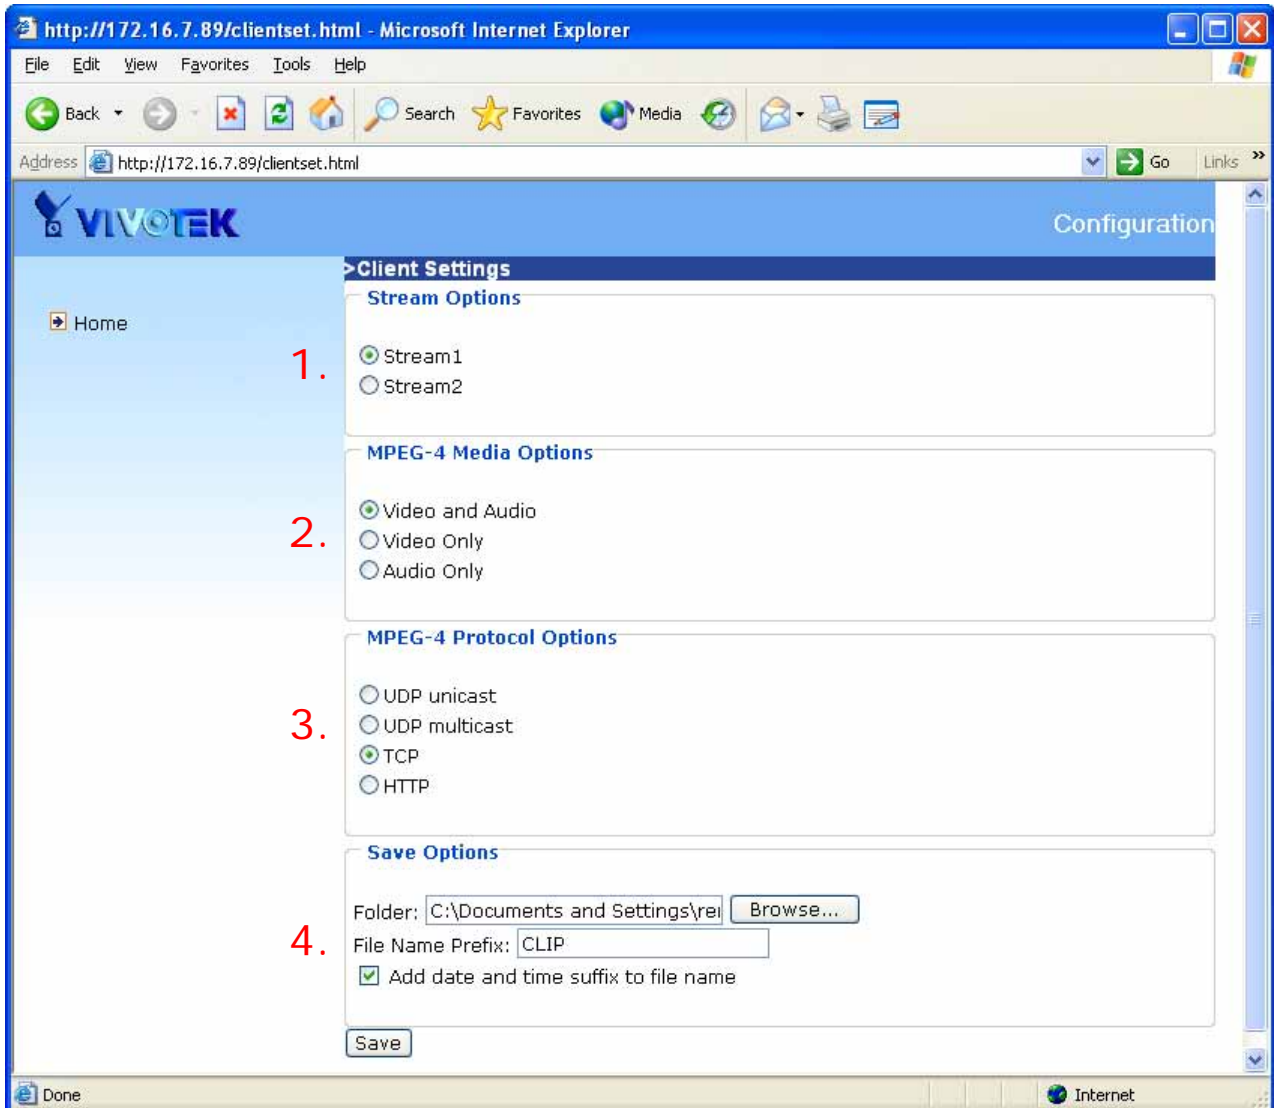 http://172.16.7.89/clientset.html - Microsoft Internet Explorer
File Edit View Favorites Tools Help
Back Search Favorites Media
Address http://172.16.7.89/clientset.html Go Links »
VIVOTEK
Configuration
>Client Settings
Home
Stream Options
1.
Stream1
Stream2
MPEG-4 Media Options
2.
Video and Audio
Video Only
Audio Only
MPEG-4 Protocol Options
3.
UDP unicast
UDP multicast
TCP
HTTP
Save Options
4.
Folder: C:\Documents and Settings\ Browse...
File Name Prefix: CLIP
Add date and time suffix to file name
Save
Done Internet